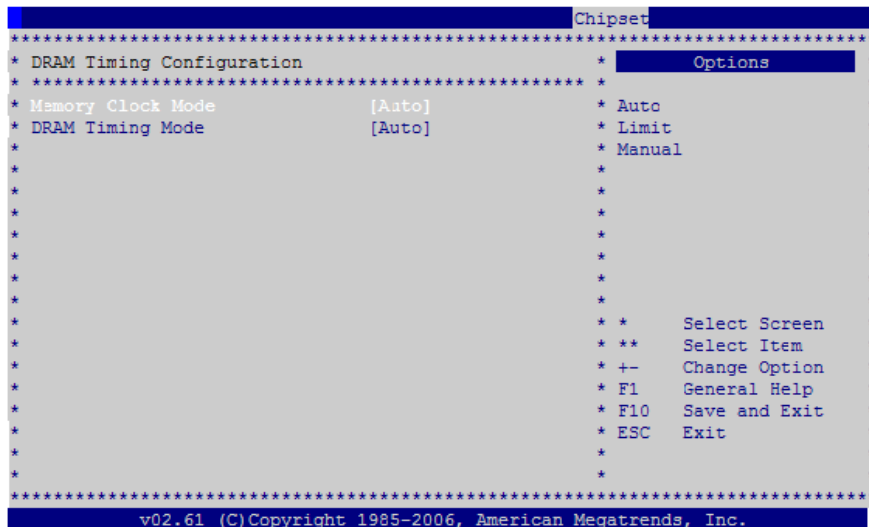 Chipset
*******************************************************************************
* DRAM Timing Configuration * Options
* *************************************************** *
* Memory Clock Mode [Auto] * Auto
* DRAM Timing Mode [Auto] * Limit
* * Manual
* *
* *
* *
* *
* *
* *
* *
* * * Select Screen
* * ** Select Item
* * +- Change Option
* * F1 General Help
* * F10 Save and Exit
* * ESC Exit
* *
* *
*******************************************************************************
v02.61 (C)Copyright 1985-2006, American Megatrends, Inc.